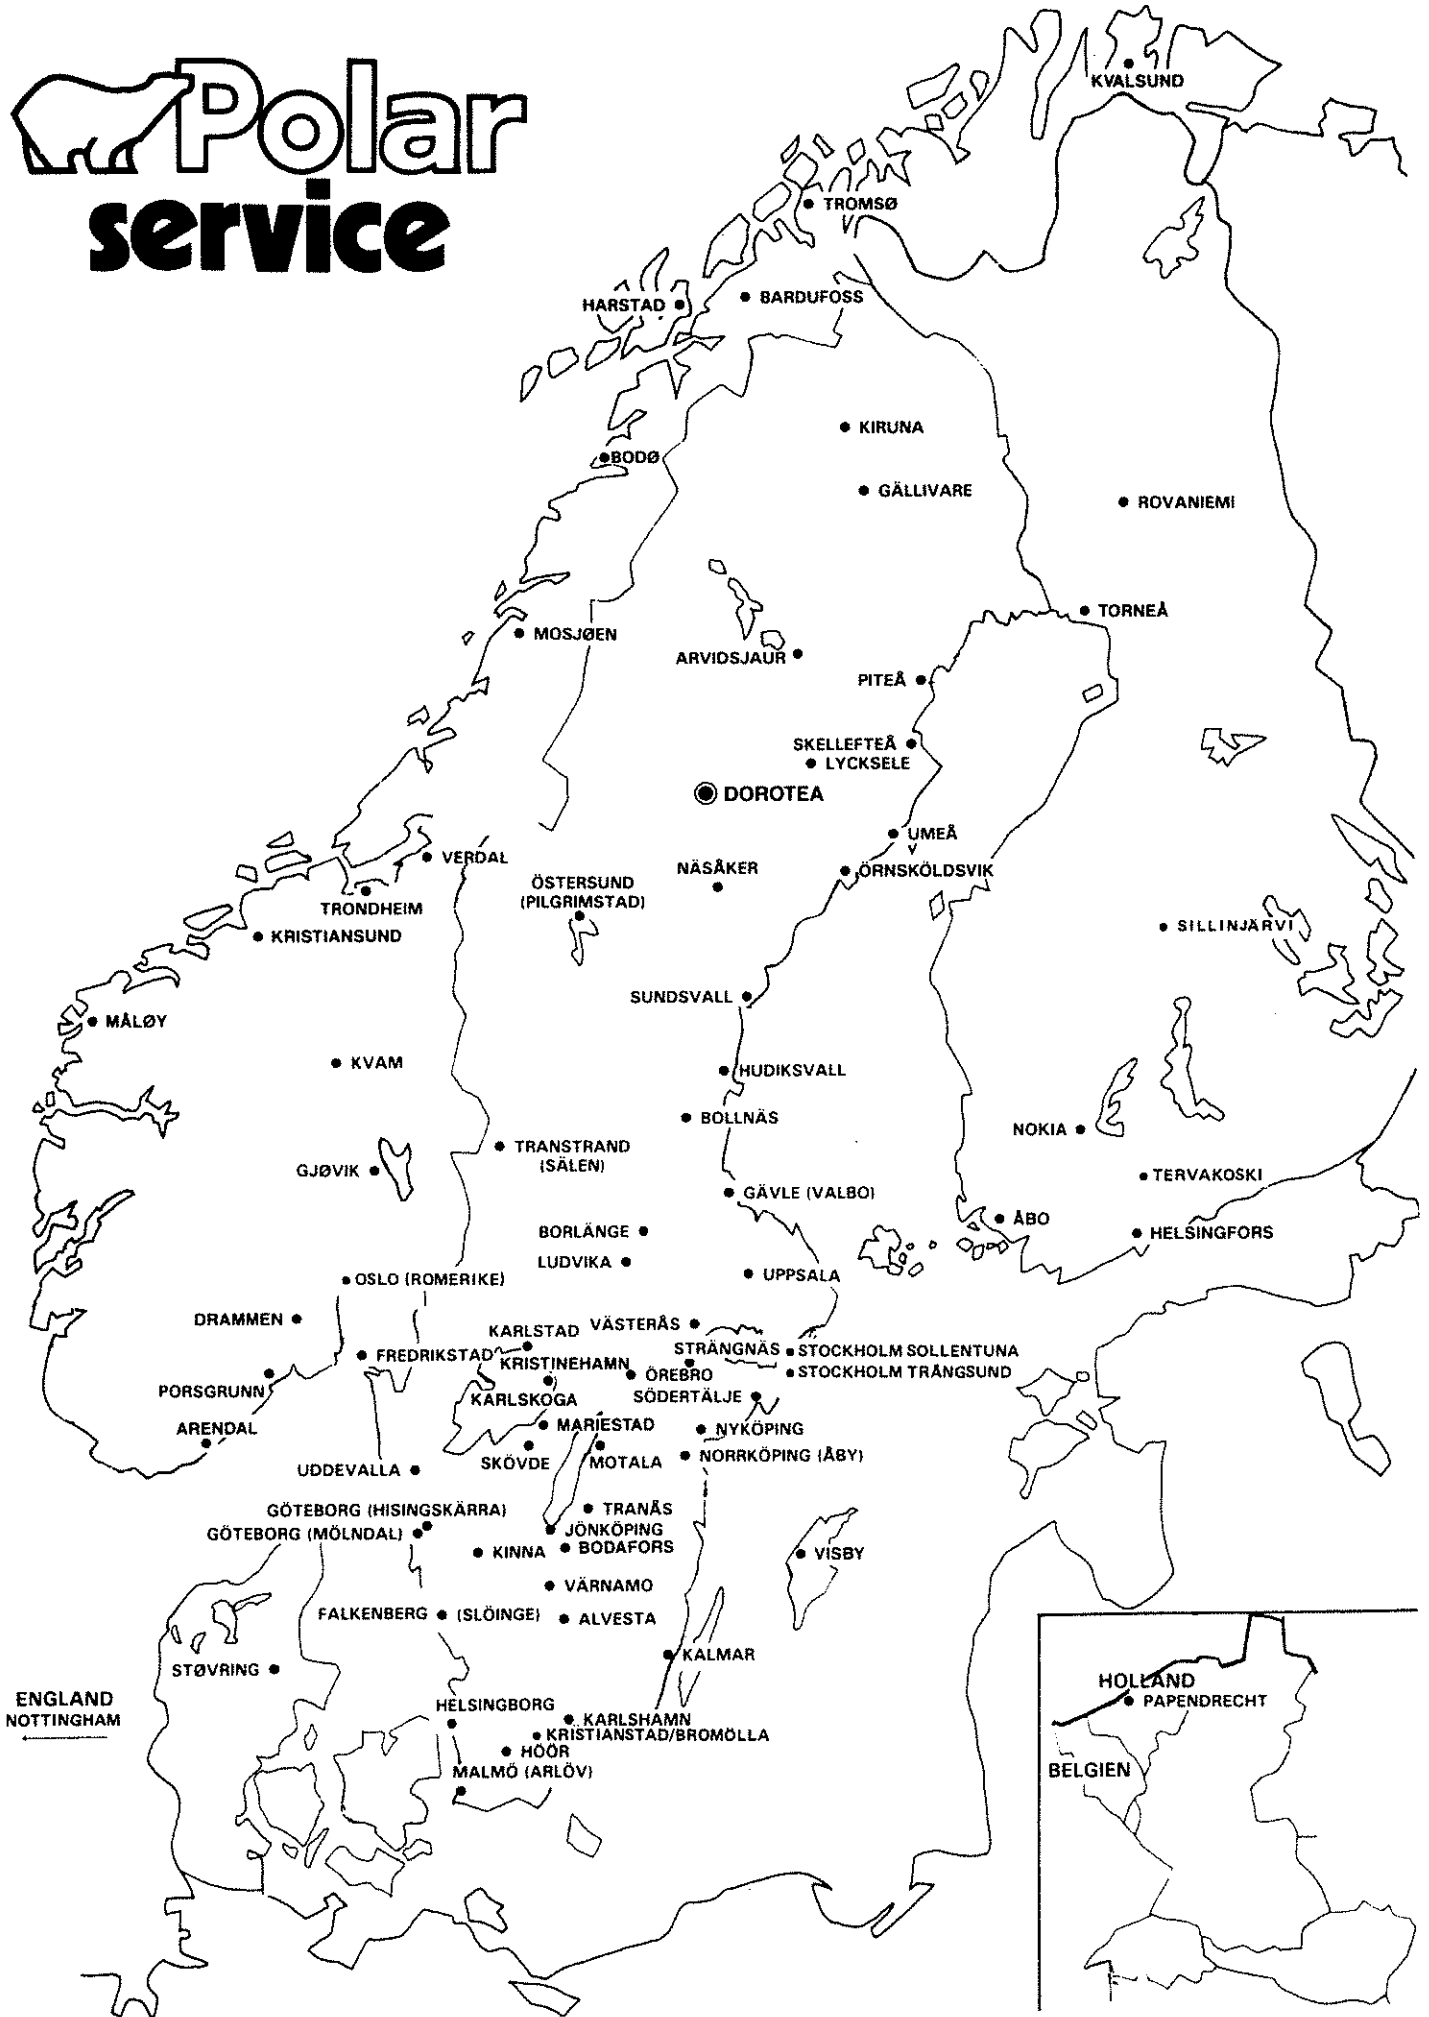 Polar
service
KVALSUND
TROMSØ
HARSTAD
BARDUFOSS
KIRUNA
BODØ
GÄLLIVARE
ROVANIEMI
TORNEÅ
MOSJØEN
ARVIDSJAUR
PITEÅ
SKELLEFTEÅ
LYCKSELE
DOROTEA
UMEÅ
VERDAL
NÄSÅKER
ÖRNSKÖLDSVIK
ÖSTERSUND
(PILGRIMSTAD)
TRONDHEIM
KRISTIANSUND
SILLINJÄRVI
SUNDSVALL
MÅLØY
KVAM
HUDIKSVALL
BOLLNÄS
NOKIA
TRANSTRAND
(SÄLEN)
GJØVIK
TERVAKOSKI
GÄVLE (VALBO)
ÅBO
BORLÄNGE
HELSINGFORS
LUDVIKA
UPPSALA
OSLO (ROMERIKE)
DRAMMEN
VÄSTERÅS
KARLSTAD
STRÄNGNÄS
STOCKHOLM SOLLENTUNA
FREDRIKSTAD
KRISTINEHAMN
ÖREBRO
STOCKHOLM TRÅNGSUND
PORSGRUNN
KARLSKOGA
SÖDERTÄLJE
ARENDAL
MARIESTAD
NYKÖPING
SKÖVDE
MOTALA
NORRKÖPING (ÅBY)
UDDEVALLA
GÖTEBORG (HISINGSKÄRRA)
TRANÅS
GÖTEBORG (MÖLNDAL)
JÖNKÖPING
KINNA
BODAFORS
VISBY
VÄRNAMO
FALKENBERG (SLÖINGE)
ALVESTA
KALMAR
STØVRING
HOLLAND
PAPENDRECHT
ENGLAND
NOTTINGHAM
HELSINGBORG
KARLSHAMN
KRISTIANSTAD/BROMÖLLA
HÖÖR
MALMÖ (ARLÖV)
BELGIEN